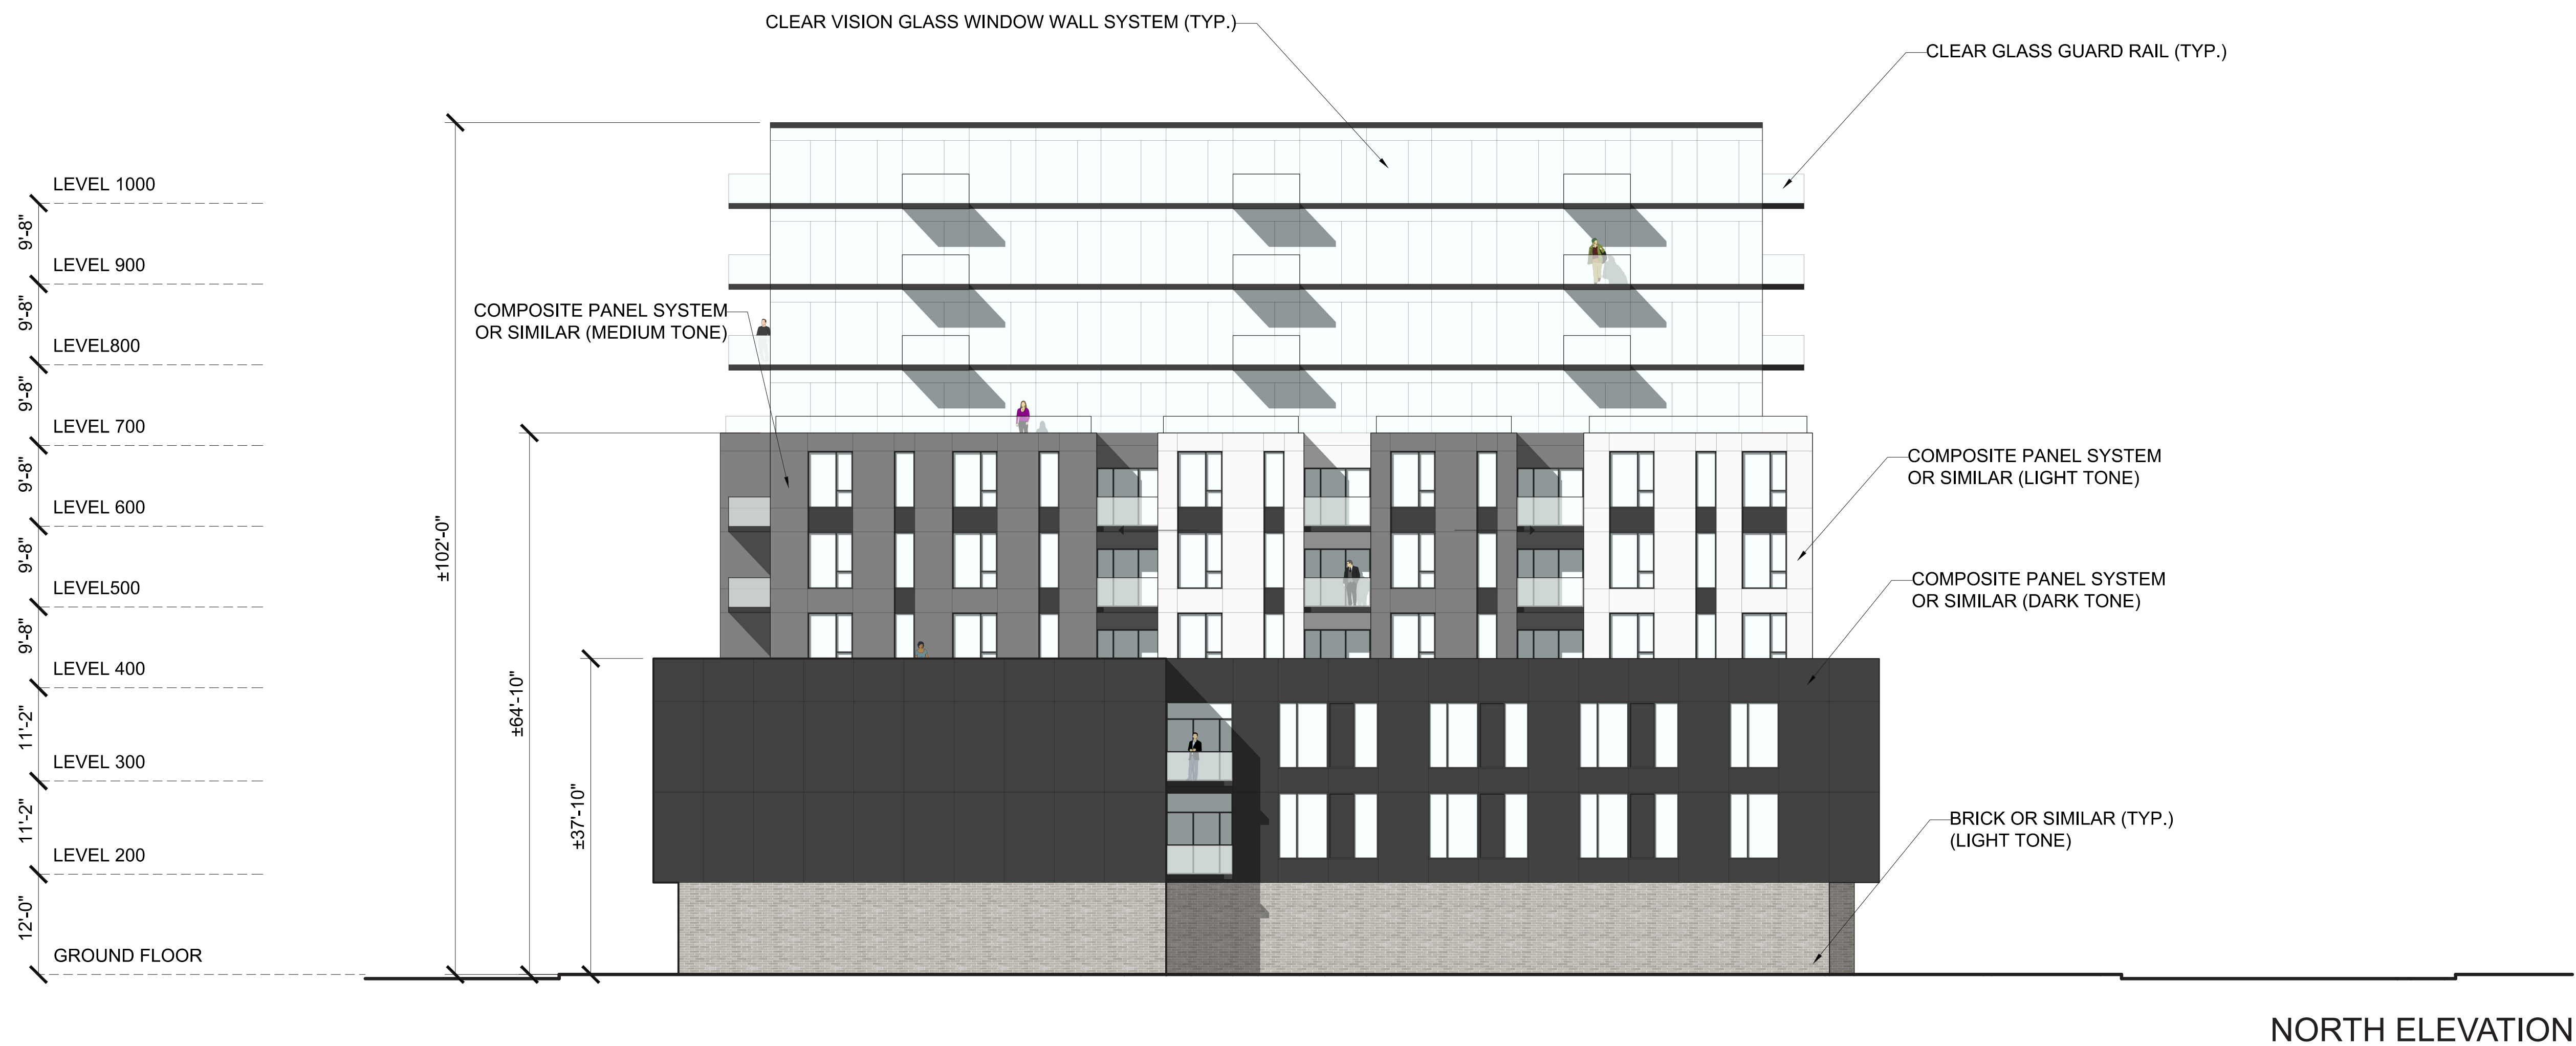 CLEAR VISION GLASS WINDOW WALL SYSTEM (TYP.)
CLEAR GLASS GUARD RAIL (TYP.)
LEVEL 1000
9'-8"
LEVEL 900
9'-8"
COMPOSITE PANEL SYSTEM
OR SIMILAR (MEDIUM TONE)
LEVEL800
9'-8"
LEVEL 700
9'-8"
COMPOSITE PANEL SYSTEM
OR SIMILAR (LIGHT TONE)
LEVEL 600
±102'-0"
9'-8"
LEVEL500
COMPOSITE PANEL SYSTEM
OR SIMILAR (DARK TONE)
9'-8"
LEVEL 400
±64'-10"
11'-2"
LEVEL 300
±37'-10"
11'-2"
BRICK OR SIMILAR (TYP.)
(LIGHT TONE)
LEVEL 200
12'-0"
GROUND FLOOR
NORTH ELEVATION